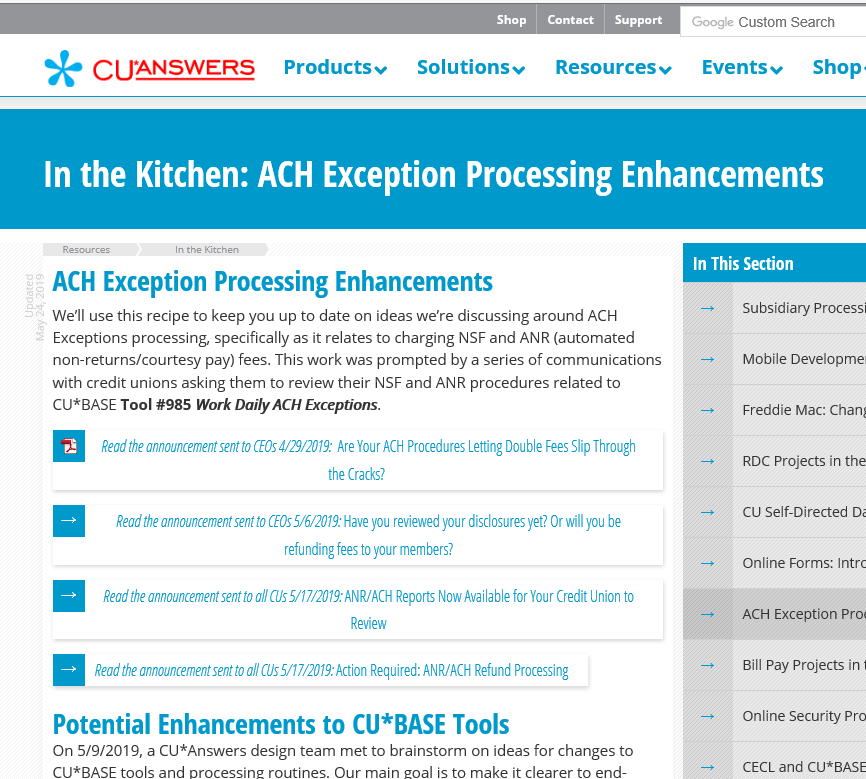 Shop Contact Support Google Custom Search
CU*ANSWERS Products Solutions Resources Events Shop
In the Kitchen: ACH Exception Processing Enhancements
Resources In the Kitchen
Updated
May 24, 2019
ACH Exception Processing Enhancements
We’ll use this recipe to keep you up to date on ideas we’re discussing around ACH
Exceptions processing, specifically as it relates to charging NSF and ANR (automated
non-returns/courtesy pay) fees. This work was prompted by a series of communications
with credit unions asking them to review their NSF and ANR procedures related to
CU*BASE Tool #985 Work Daily ACH Exceptions.
Read the announcement sent to CEOs 4/29/2019: Are Your ACH Procedures Letting Double Fees Slip Through
the Cracks?
→ Read the announcement sent to CEOs 5/6/2019: Have you reviewed your disclosures yet? Or will you be
refunding fees to your members?
→ Read the announcement sent to all CUs 5/17/2019: ANR/ACH Reports Now Available for Your Credit Union to
Review
→ Read the announcement sent to all CUs 5/17/2019: Action Required: ANR/ACH Refund Processing
Potential Enhancements to CU*BASE Tools
On 5/9/2019, a CU*Answers design team met to brainstorm on ideas for changes to
CU*BASE tools and processing routines. Our main goal is to make it clearer to end-
In This Section
→ Subsidiary Processi
→ Mobile Developme
→ Freddie Mac: Chang
→ RDC Projects in the
→ CU Self-Directed Da
→ Online Forms: Intro
→ ACH Exception Proc
→ Bill Pay Projects in t
→ Online Security Pro
→ CECL and CU*BASE